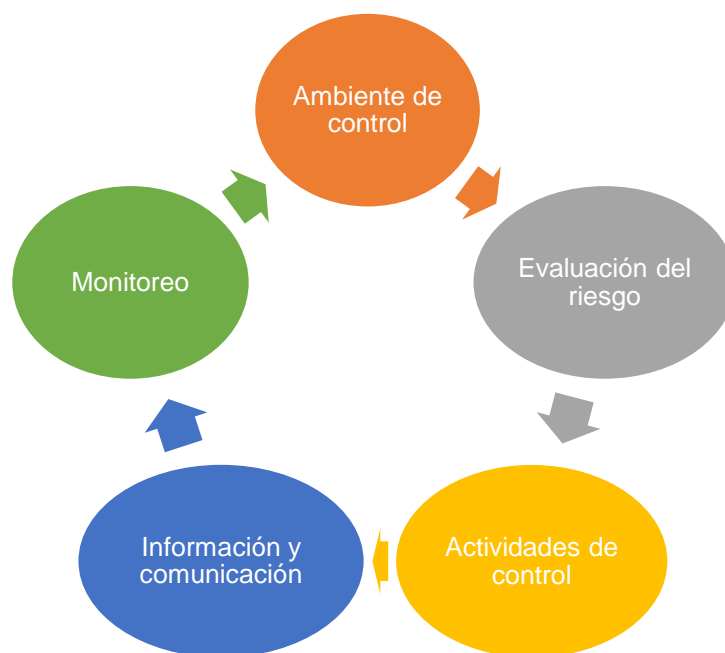 Ambiente de
control
Evaluación del
riesgo
Actividades de
control
Información y
comunicación
Monitoreo